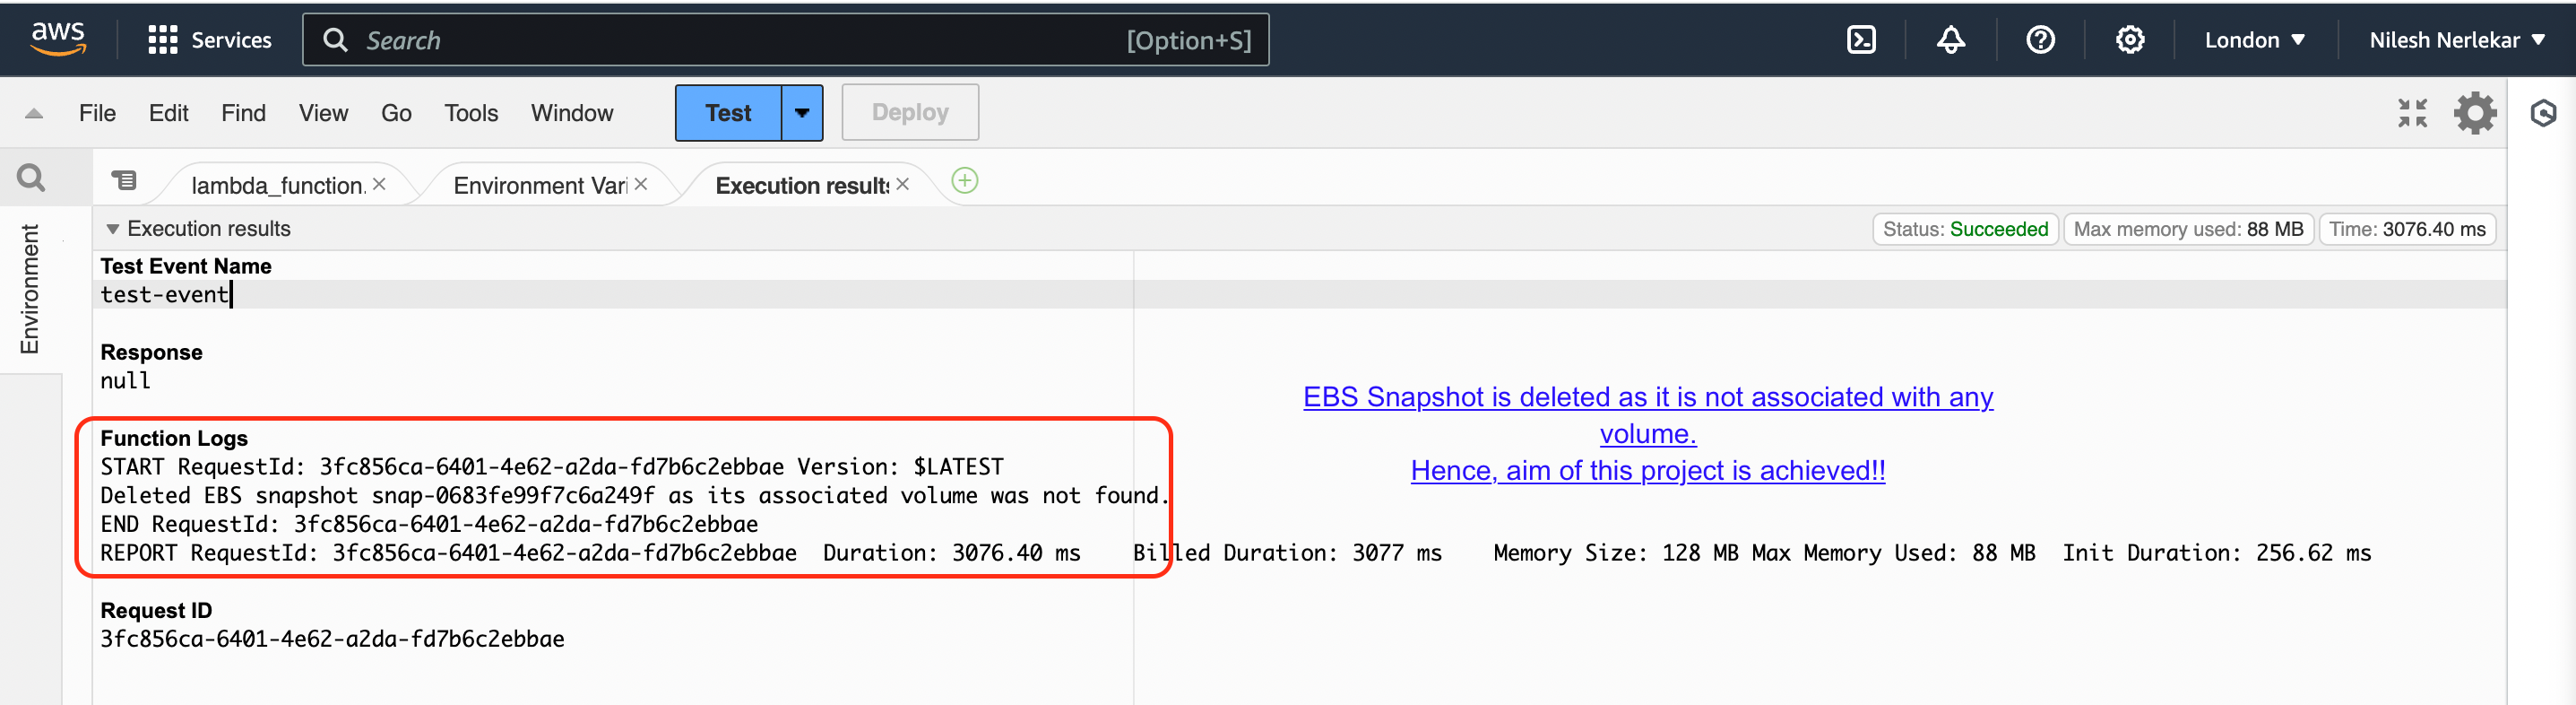 aws
Services
Search [Option+S]
London
Nilesh Nerlekar
File Edit Find View Go Tools Window Test Deploy
lambda_function. Environment Vari Execution results
Environment
Execution results
Status: Succeeded Max memory used: 88 MB Time: 3076.40 ms
Test Event Name
test-event
Response
null
EBS Snapshot is deleted as it is not associated with any
volume.
Hence, aim of this project is achieved!!
Function Logs
START RequestId: 3fc856ca-6401-4e62-a2da-fd7b6c2ebbae Version: $LATEST
Deleted EBS snapshot snap-0683fe99f7c6a249f as its associated volume was not found.
END RequestId: 3fc856ca-6401-4e62-a2da-fd7b6c2ebbae
REPORT RequestId: 3fc856ca-6401-4e62-a2da-fd7b6c2ebbae Duration: 3076.40 ms Billed Duration: 3077 ms Memory Size: 128 MB Max Memory Used: 88 MB Init Duration: 256.62 ms
Request ID
3fc856ca-6401-4e62-a2da-fd7b6c2ebbae